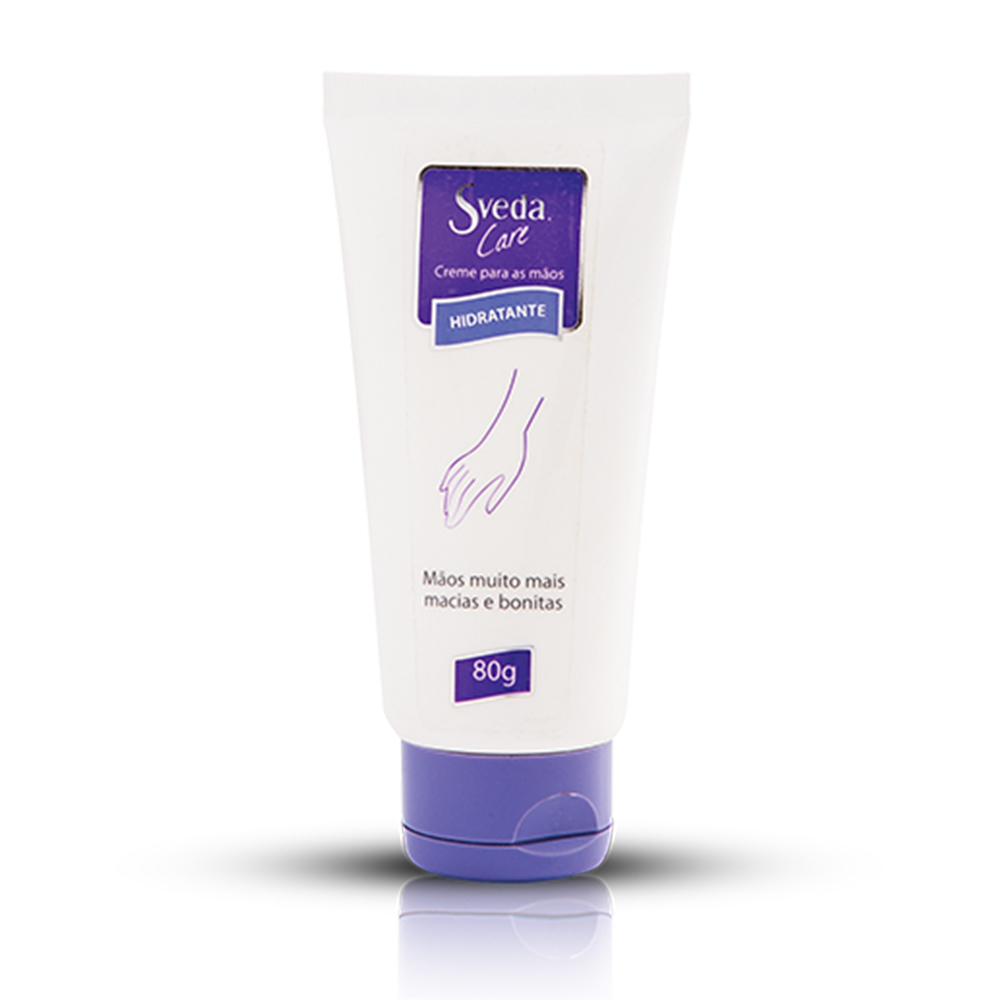 Sveda
Care
Creme para as mãos
HIDRATANTE
Mãos muito mais
macias e bonitas
80g